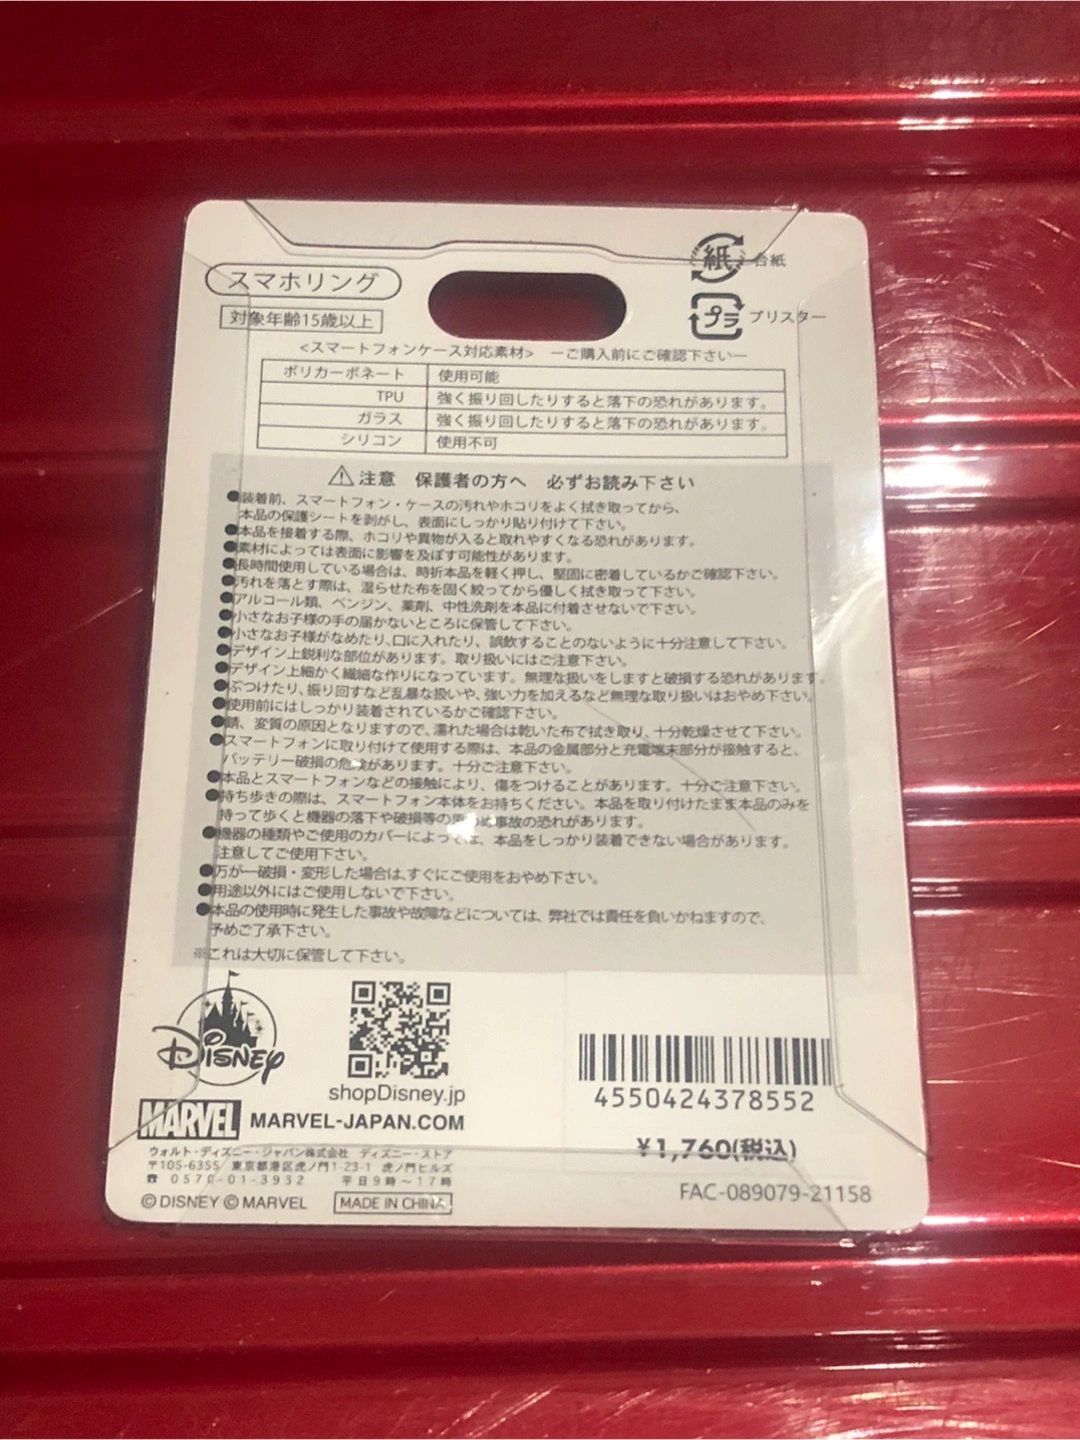 スマホリング
対象年齢15歳以上
紙 台紙
プラ ブリスター
<スマートフォンケース対応素材> ーご購入前にご確認下さいー
ポリカーボネート 使用可能
TPU 強く振り回したりすると落下の恐れがあります。
ガラス 強く振り回したりすると落下の恐れがあります。
シリコン 使用不可
⚠注意 保護者の方へ 必ずお読み下さい
●装着前、スマートフォン・ケースの汚れやホコリをよく拭き取ってから、
本品の保護シートを剥がし、表面にしっかり貼り付けて下さい。
●本品を接着する際、ホコリや異物が入ると取れやすくなる恐れがあります。
●素材によっては表面に影響を及ぼす可能性があります。
●長時間使用している場合は、時折本品を軽く押し、堅固に密着しているかご確認下さい。
●汚れを落とす際は、湿らせた布を固く絞ってから優しく拭き取って下さい。
●アルコール類、ベンジン、薬剤、中性洗剤を本品に付着させないで下さい。
●小さなお子様の手の届かないところに保管して下さい。
●小さなお子様がなめたり、口に入れたり、誤飲することのないように十分注意して下さい。
●デザイン上鋭利な部位があります。取り扱いにはご注意下さい。
●デザイン上細かく繊細な作りになっています。無理な扱いをしますと破損する恐れがあります。
●ぶつけたり、振り回すなど乱暴な扱いや、強い力を加えるなど無理な取り扱いはおやめ下さい。
●使用前にはしっかり装着されているかご確認下さい。
●錆、変質の原因となりますので、濡れた場合は乾いた布で拭き取り、十分乾燥させて下さい。
●スマートフォンに取り付けて使用する際は、本品の金属部分と充電端末部分が接触すると、
バッテリー破損の危険があります。十分ご注意下さい。
●本品とスマートフォンなどの接触により、傷をつけることがあります。十分ご注意下さい。
●持ち歩きの際は、スマートフォン本体をお持ちください。本品を取り付けたまま本品のみを
持って歩くと機器の落下や破損等の思わぬ事故の恐れがあります。
●機器の種類やご使用のカバーによっては、本品をしっかり装着できない場合があります。
注意してご使用下さい。
●万が一破損・変形した場合は、すぐにご使用をおやめ下さい。
●用途以外にはご使用しないで下さい。
●本品の使用時に発生した事故や故障などについては、弊社では責任を負いかねますので、
予めご了承下さい。
※これは大切に保管して下さい。
Disney
shopDisney.jp
MARVEL MARVEL-JAPAN.COM
ウォルト・ディズニー・ジャパン株式会社 ディズニー・ストア
〒105-6355 東京都港区虎ノ門1-23-1 虎ノ門ヒルズ
☎ 0570-01-3932 平日9時～17時
©DISNEY ©MARVEL MADE IN CHINA
4550424378552
¥1,760(税込)
FAC-089079-21158